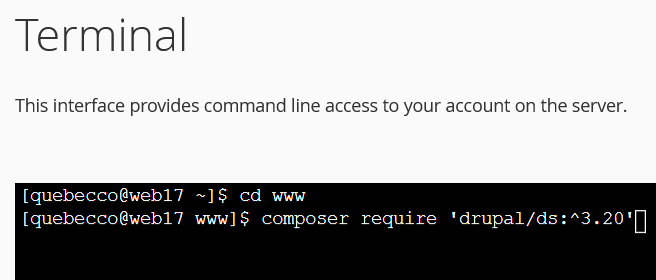 Terminal
This interface provides command line access to your account on the server.
[quebecco@web17 ~]$ cd www
[quebecco@web17 www]$ composer require 'drupal/ds:^3.20'